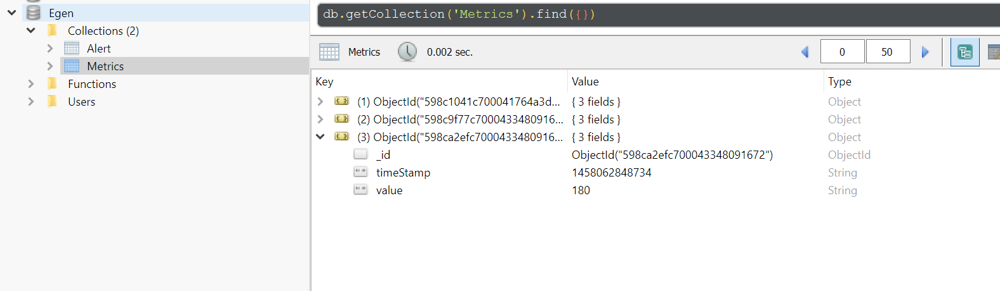 Egen
Collections (2)
Alert
Metrics
Functions
Users
db.getCollection('Metrics').find({})
Metrics 0.002 sec. 0 50
Key Value Type
(1) ObjectId("598c1041c700041764a3d... { 3 fields } Object
(2) ObjectId("598c9f77c7000433480916... { 3 fields } Object
(3) ObjectId("598ca2efc7000433480916... { 3 fields } Object
_id ObjectId("598ca2efc700043348091672") ObjectId
timeStamp 1458062848734 String
value 180 String